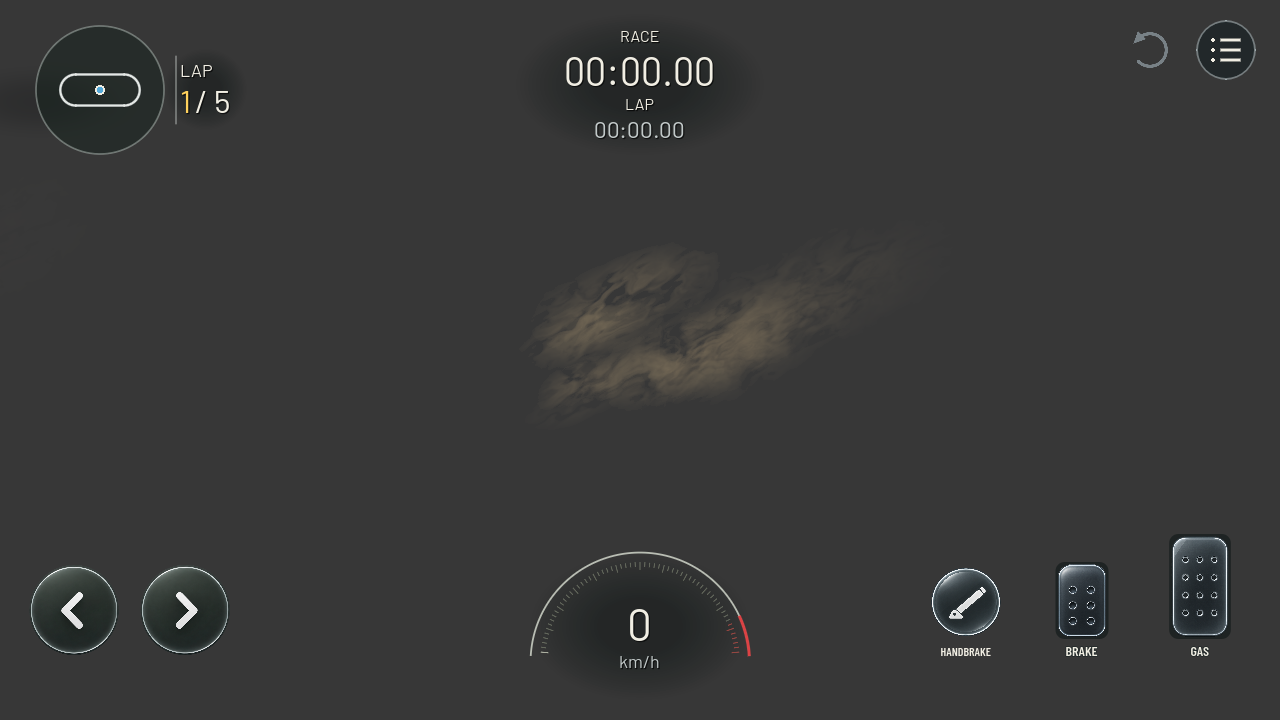 LAP
1/ 5
RACE
00:00.00
LAP
00:00.00
0
km/h
HANDBRAKE
BRAKE
GAS